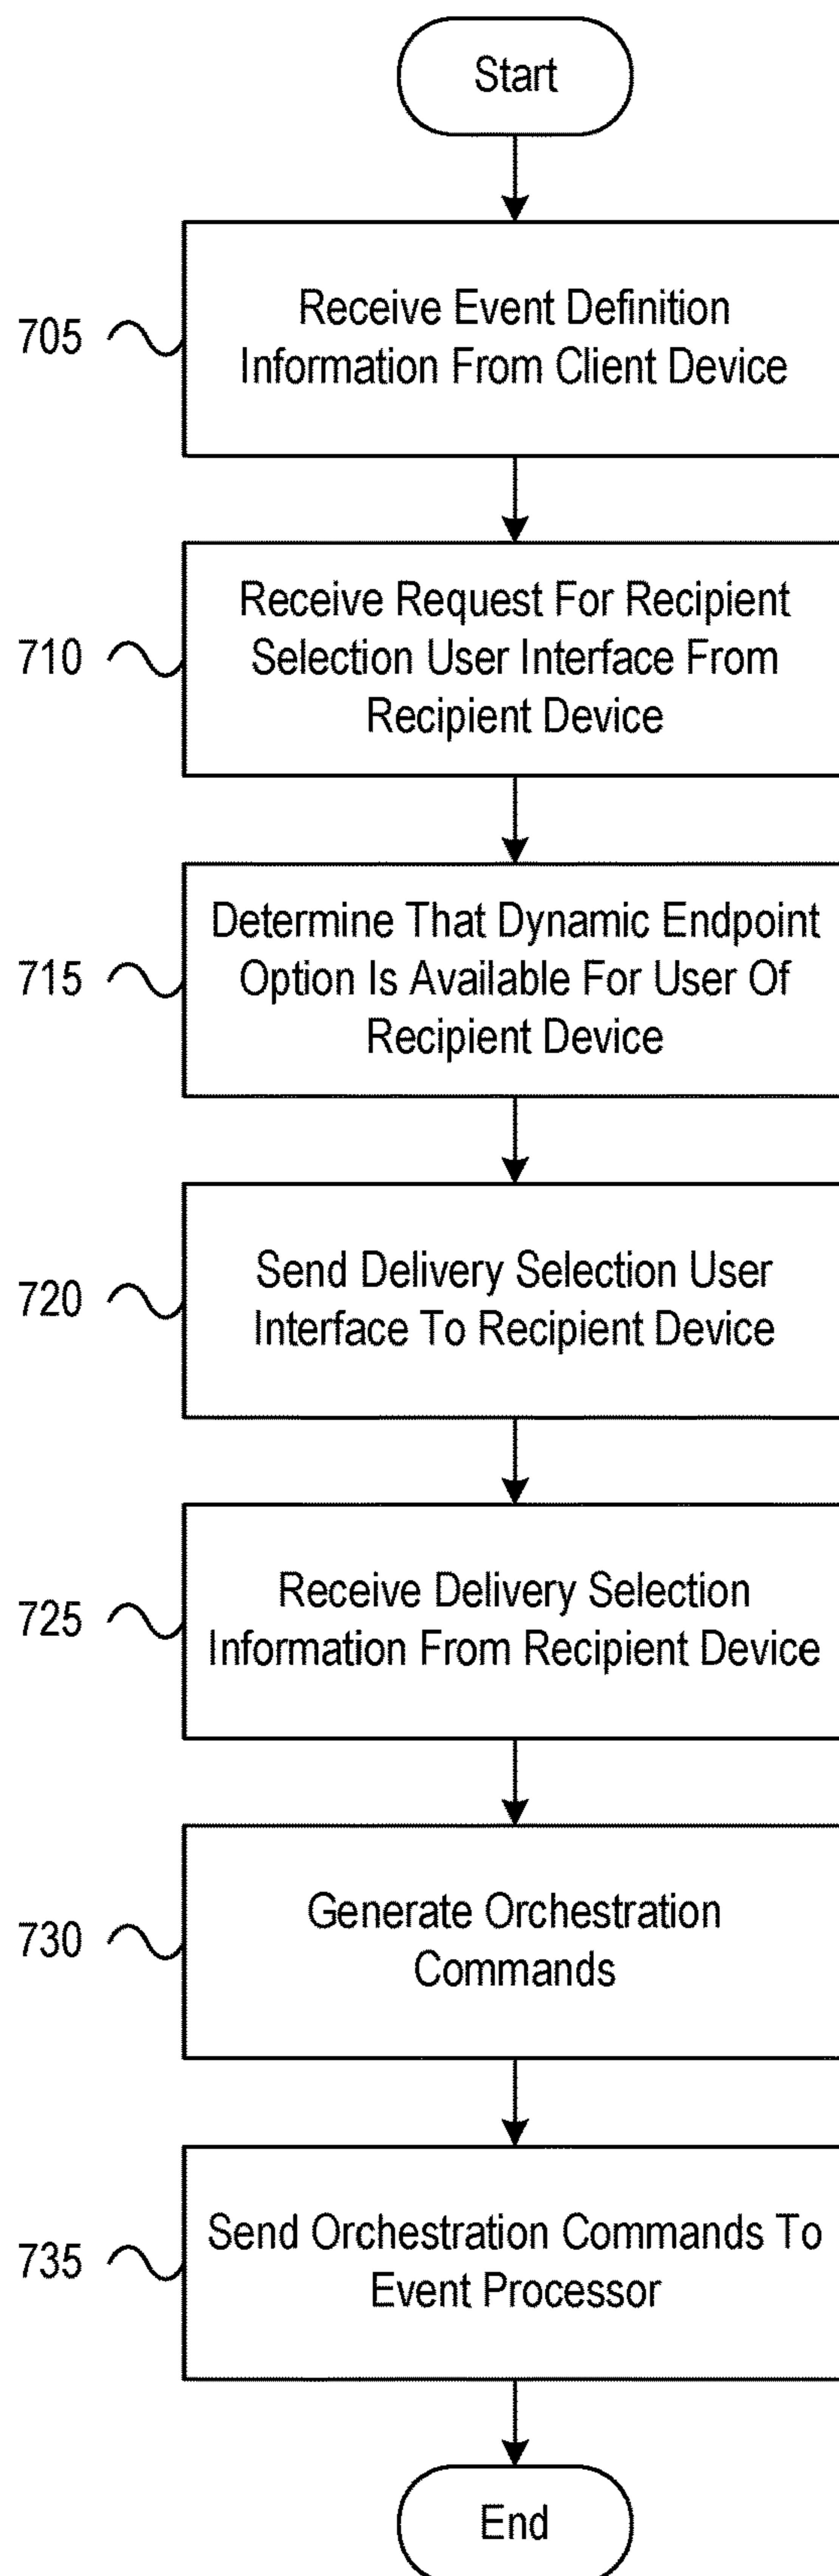 Start
705
Receive Event Definition
Information From Client Device
710
Receive Request For Recipient
Selection User Interface From
Recipient Device
715
Determine That Dynamic Endpoint
Option Is Available For User Of
Recipient Device
720
Send Delivery Selection User
Interface To Recipient Device
725
Receive Delivery Selection
Information From Recipient Device
730
Generate Orchestration
Commands
735
Send Orchestration Commands To
Event Processor
End